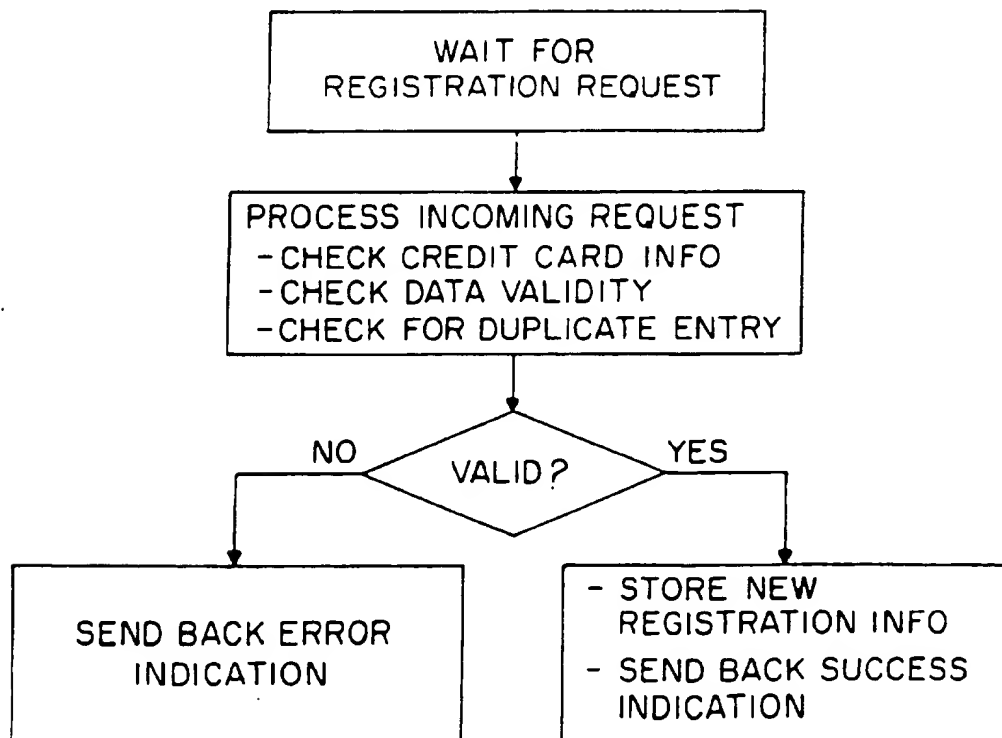 WAIT FOR
REGISTRATION REQUEST
PROCESS INCOMING REQUEST
-CHECK CREDIT CARD INFO
-CHECK DATA VALIDITY
-CHECK FOR DUPLICATE ENTRY
NO
VALID?
YES
SEND BACK ERROR
INDICATION
- STORE NEW
REGISTRATION INFO
- SEND BACK SUCCESS
INDICATION